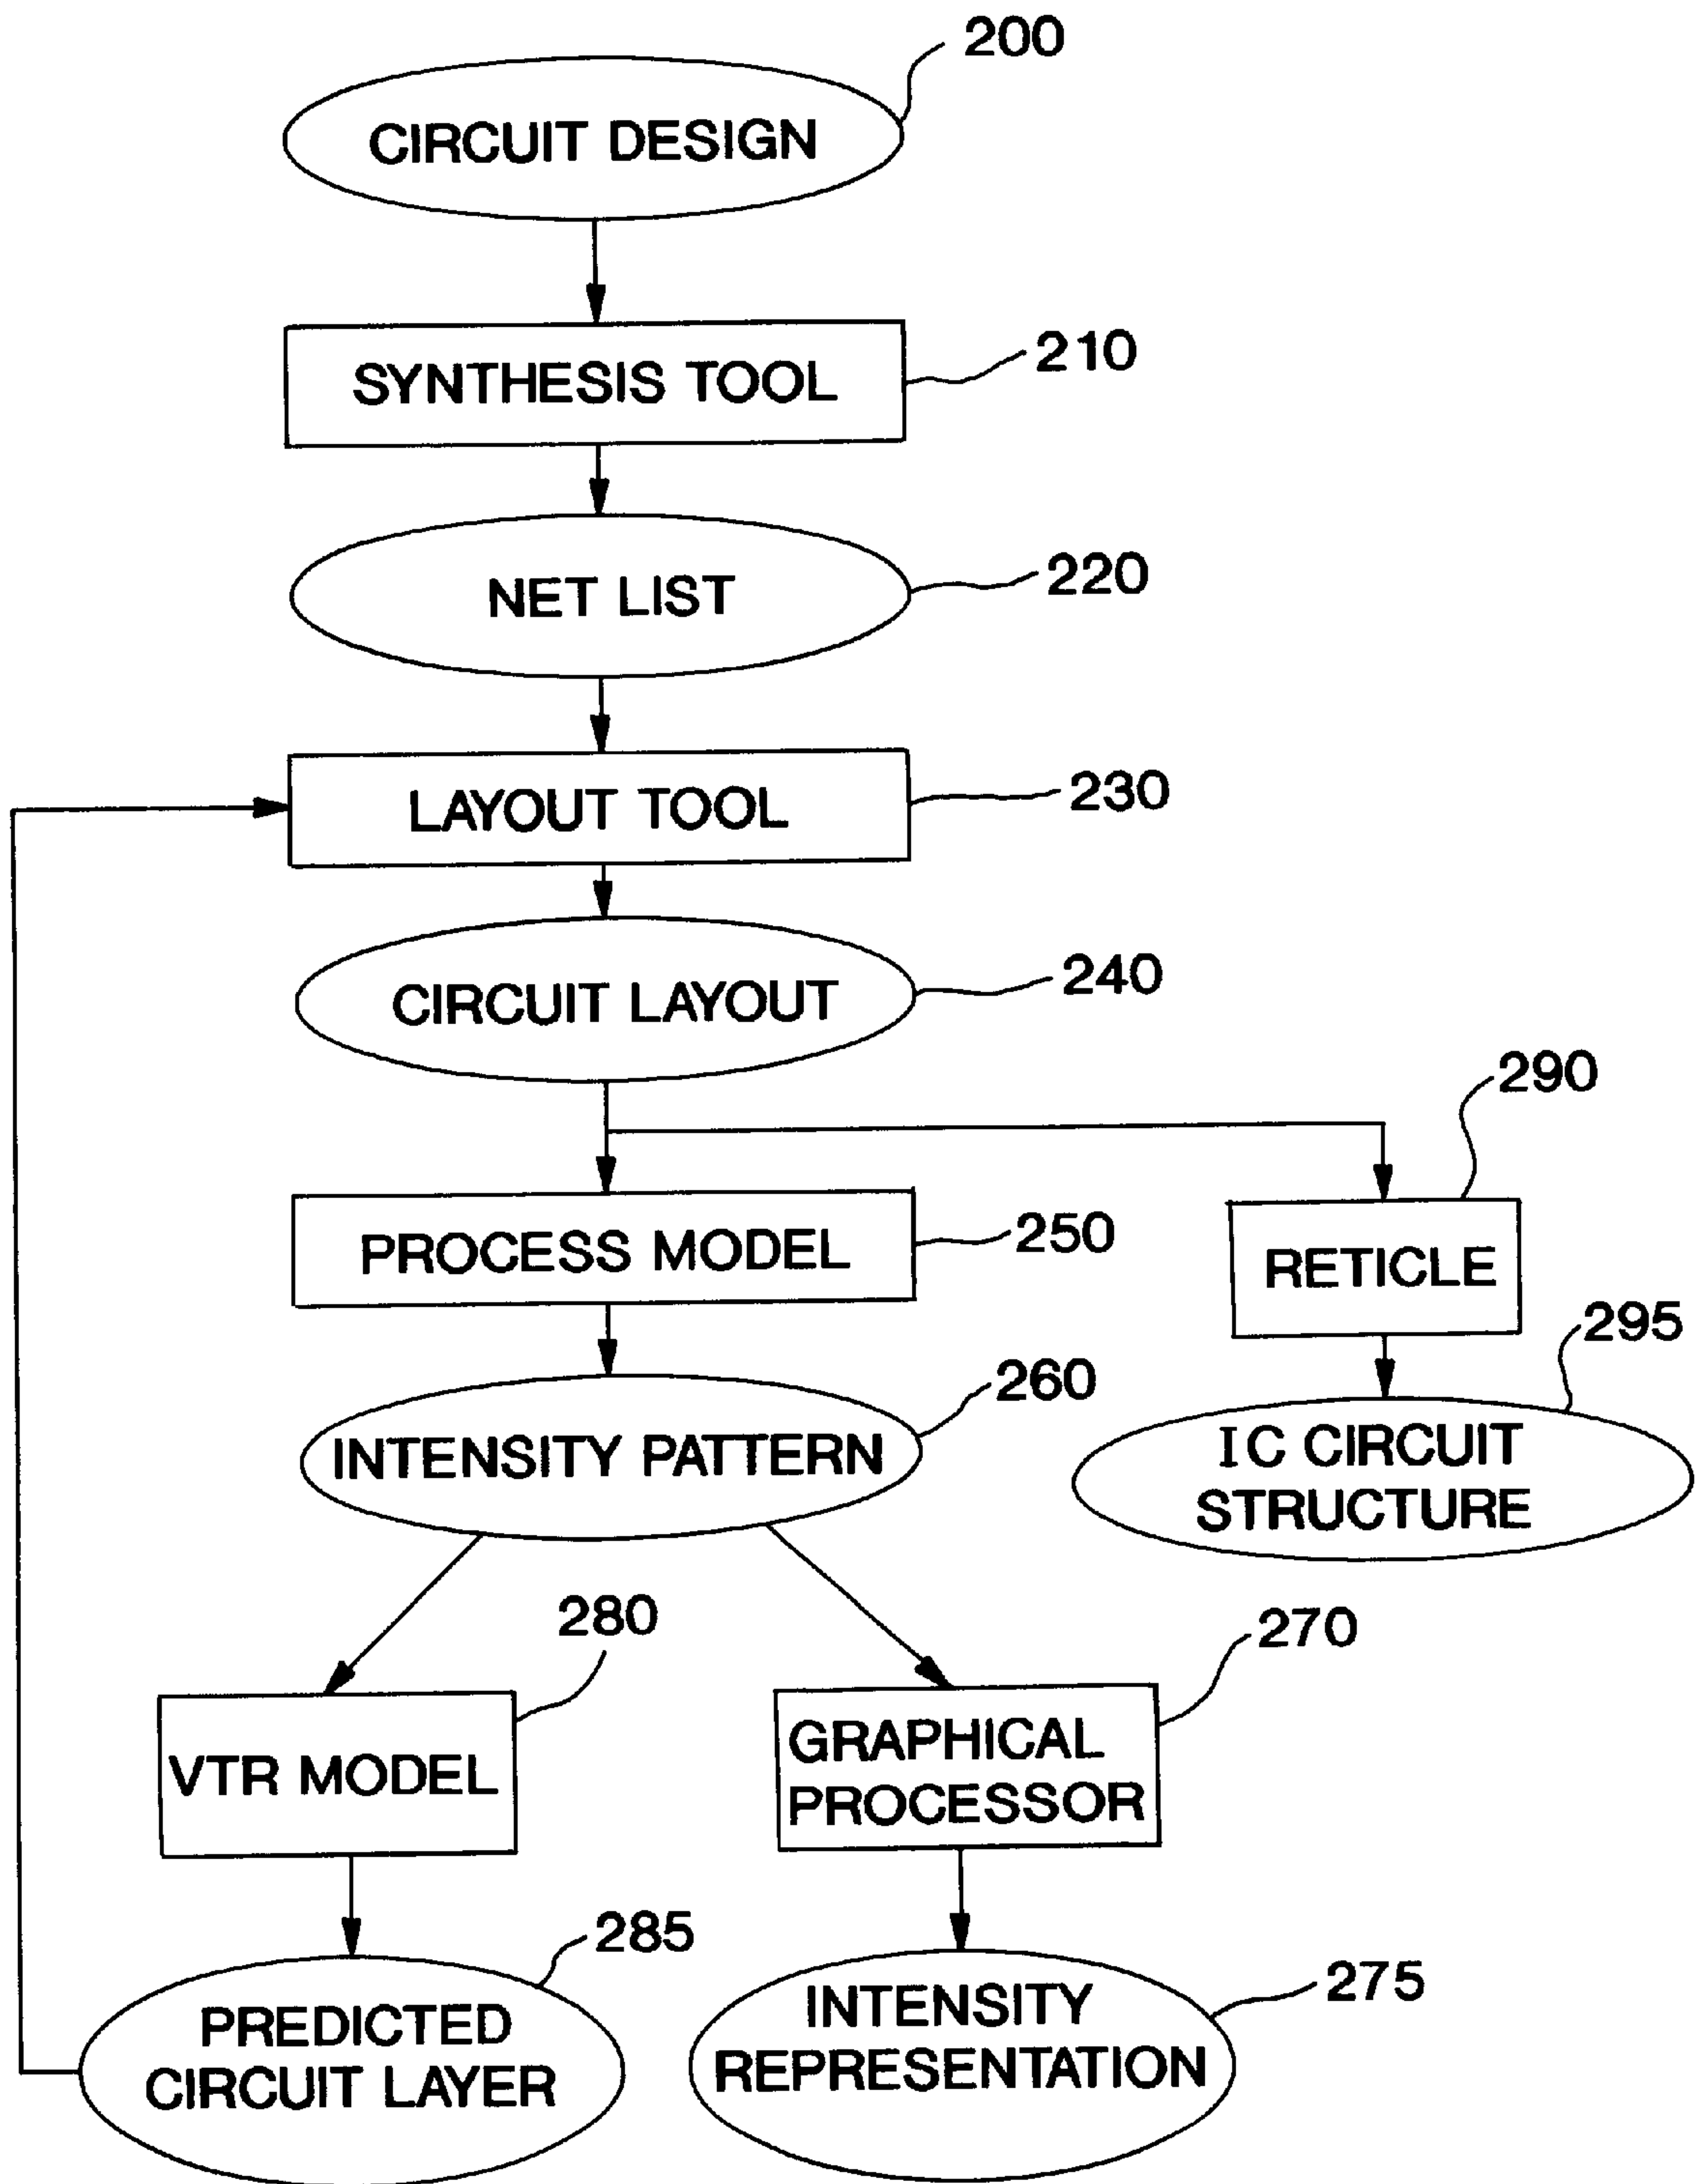 200
CIRCUIT DESIGN
SYNTHESIS TOOL
210
NET LIST
220
LAYOUT TOOL
230
CIRCUIT LAYOUT
240
290
PROCESS MODEL
250
RETICLE
295
260
INTENSITY PATTERN
IC CIRCUIT
STRUCTURE
280
270
VTR MODEL
GRAPHICAL
PROCESSOR
285
275
PREDICTED
CIRCUIT LAYER
INTENSITY
REPRESENTATION